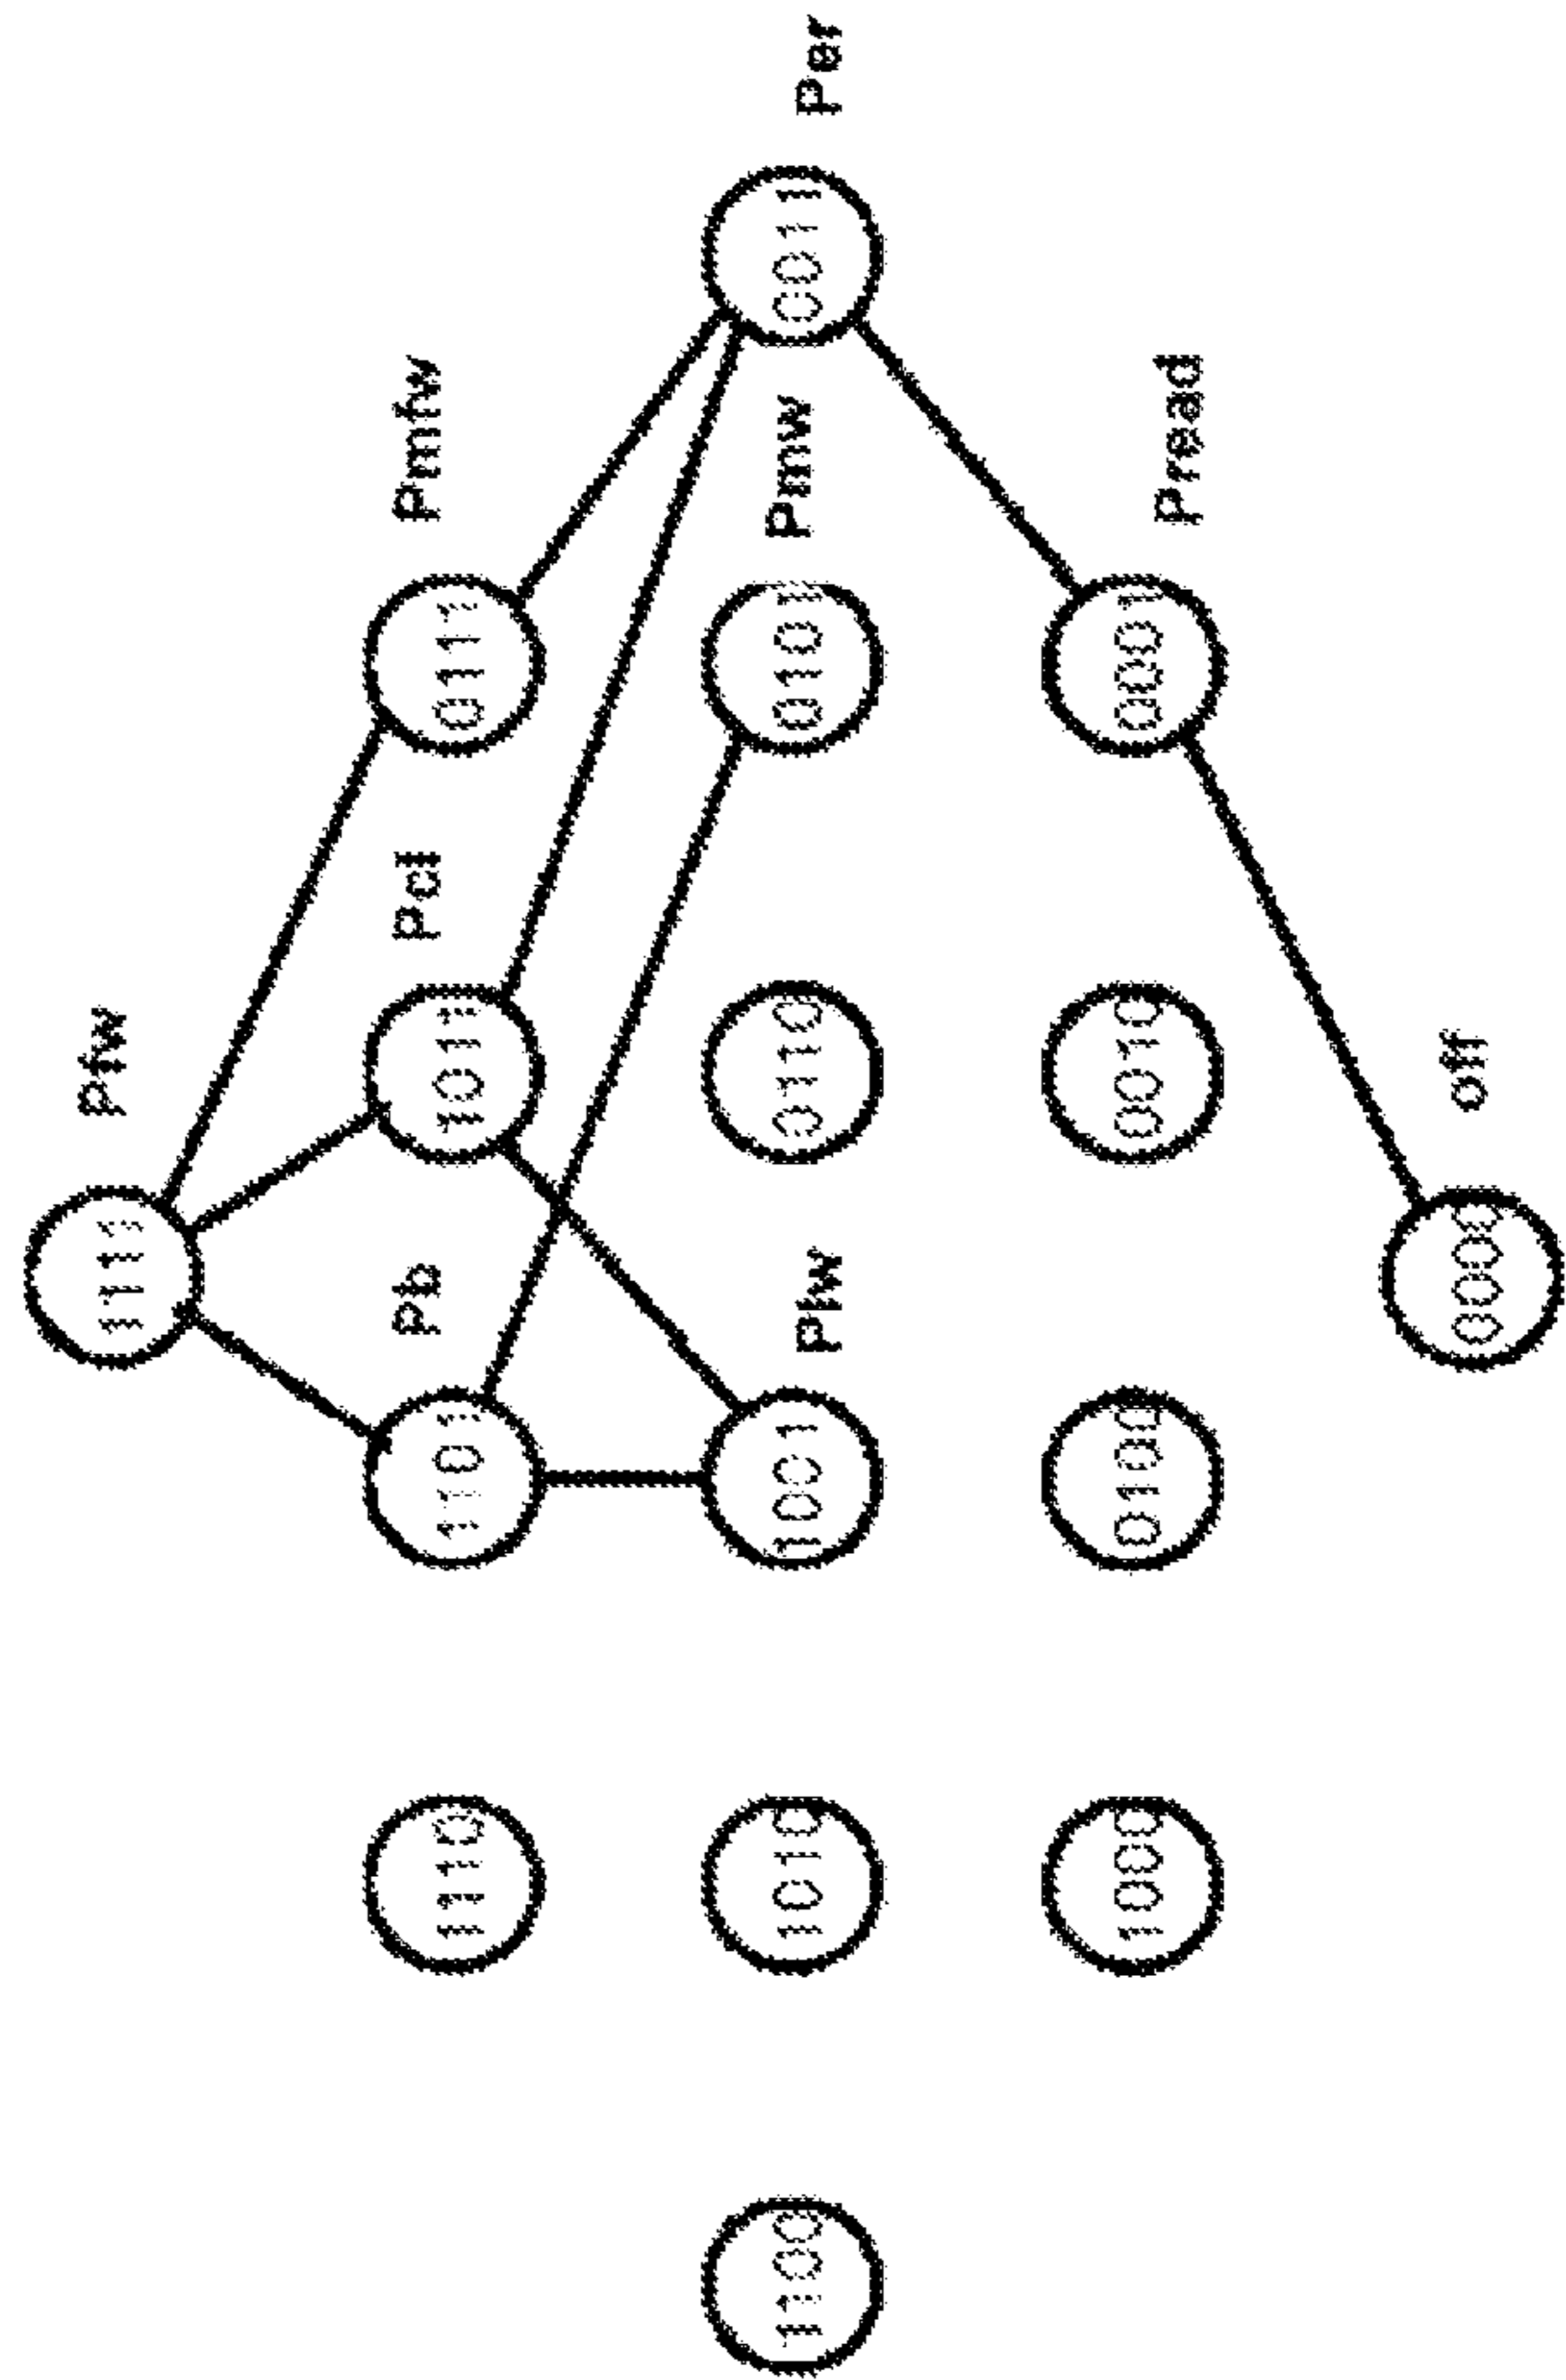 1111 Pfw
1110 1101 Pb 1011 Pcl 0111 Pmfw
1100 1010 1001 Plw 0110 0101 Pmw 0011 Per
1000 0100 0010 0001 Pread
0000 off